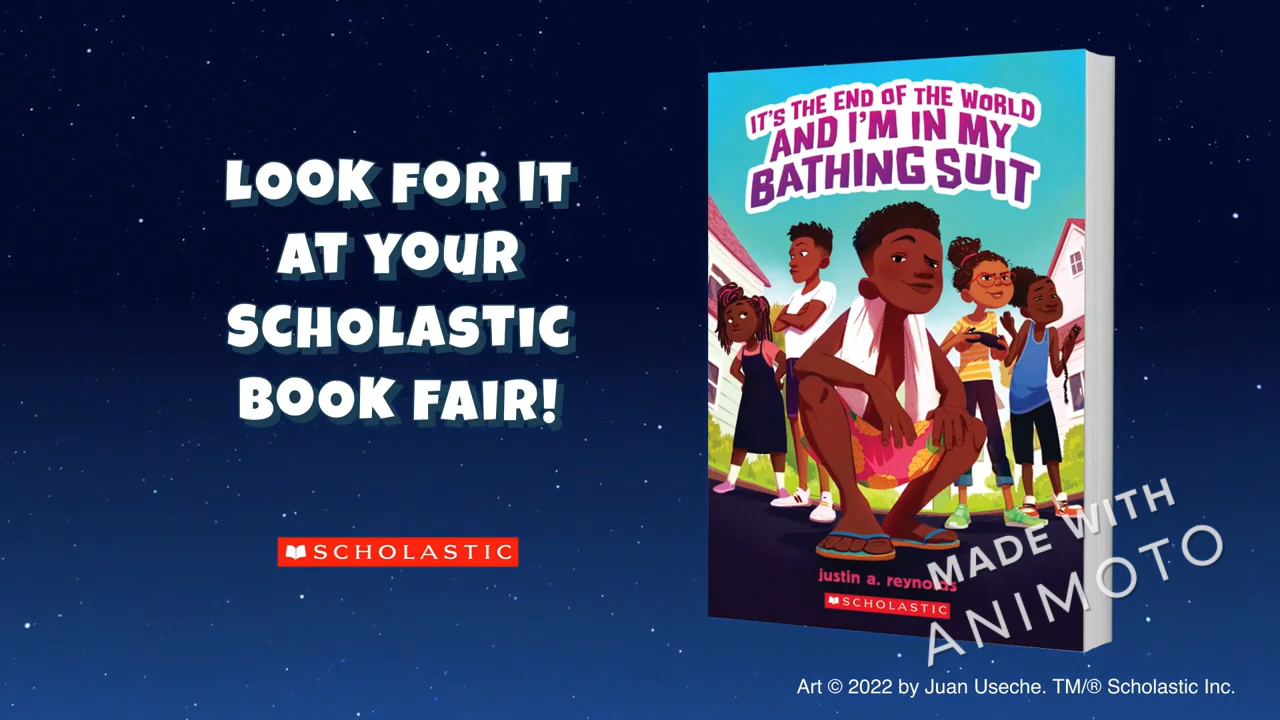 LOOK FOR IT
AT YOUR
SCHOLASTIC
BOOK FAIR!
SCHOLASTIC
IT'S THE END OF THE WORLD
AND I'M IN MY
BATHING SUIT
justin a. reynolds
SCHOLASTIC
MADE WITH
ANIMOTO
Art © 2022 by Juan Useche. TM/® Scholastic Inc.